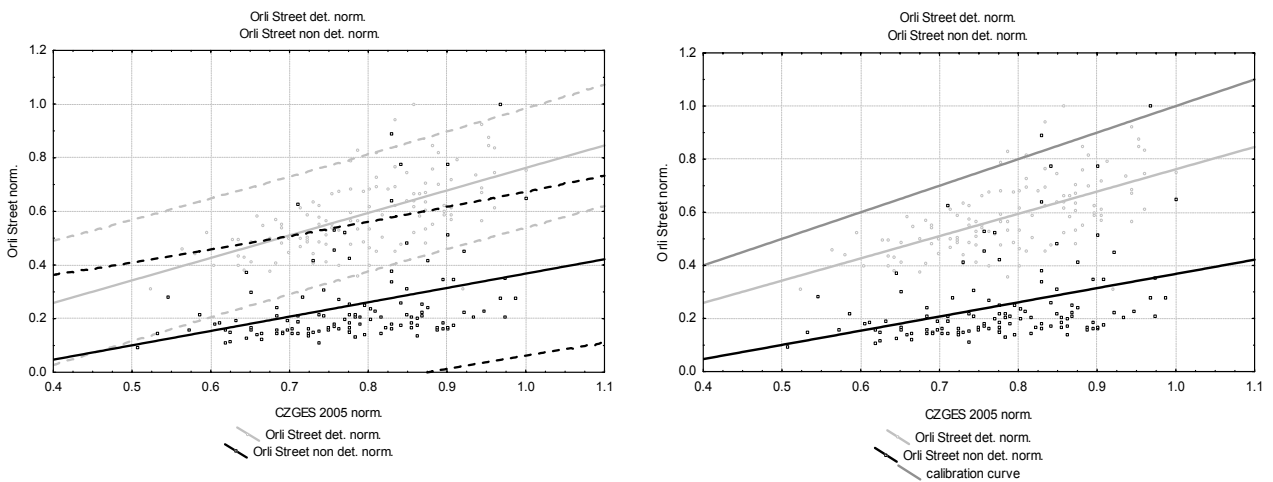 Orli Street det. norm.
Orli Street non det. norm.
1.2
1.0
0.8
0.6
0.4
0.2
0.0
Orli Street norm.
0.4 0.5 0.6 0.7 0.8 0.9 1.0 1.1
CZGES 2005 norm.
Orli Street det. norm.
Orli Street non det. norm.
Orli Street det. norm.
Orli Street non det. norm.
1.2
1.0
0.8
0.6
0.4
0.2
0.0
Orli Street norm.
0.4 0.5 0.6 0.7 0.8 0.9 1.0 1.1
CZGES 2005 norm.
Orli Street det. norm.
Orli Street non det. norm.
calibration curve